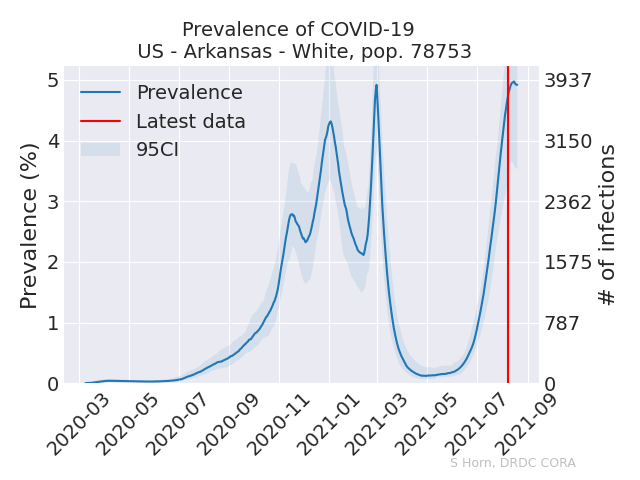 Prevalence of COVID-19
US - Arkansas - White, pop. 78753
Prevalence
Latest data
95CI
Prevalence (%)
5
4
3
2
1
0
3937
3150
2362
1575
787
0
# of infections
2020-03
2020-05
2020-07
2020-09
2020-11
2021-01
2021-03
2021-05
2021-07
2021-09
S Horn, DRDC CORA